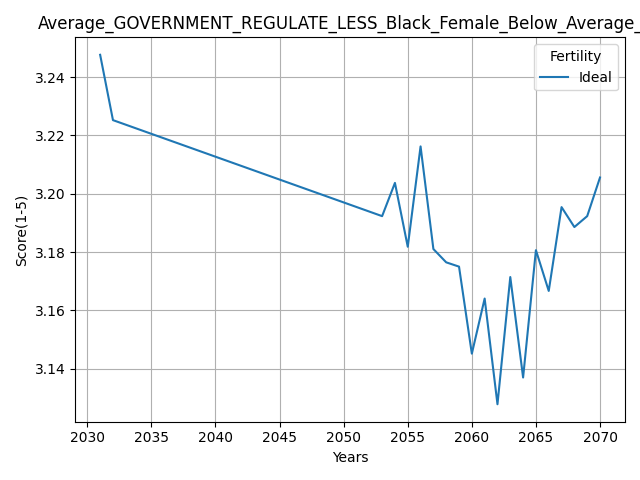 Average_GOVERNMENT_REGULATE_LESS_Black_Female_Below_Average_
Fertility
Ideal
3.24
3.22
3.20
3.18
3.16
3.14
Score(1-5)
2030 2035 2040 2045 2050 2055 2060 2065 2070
Years